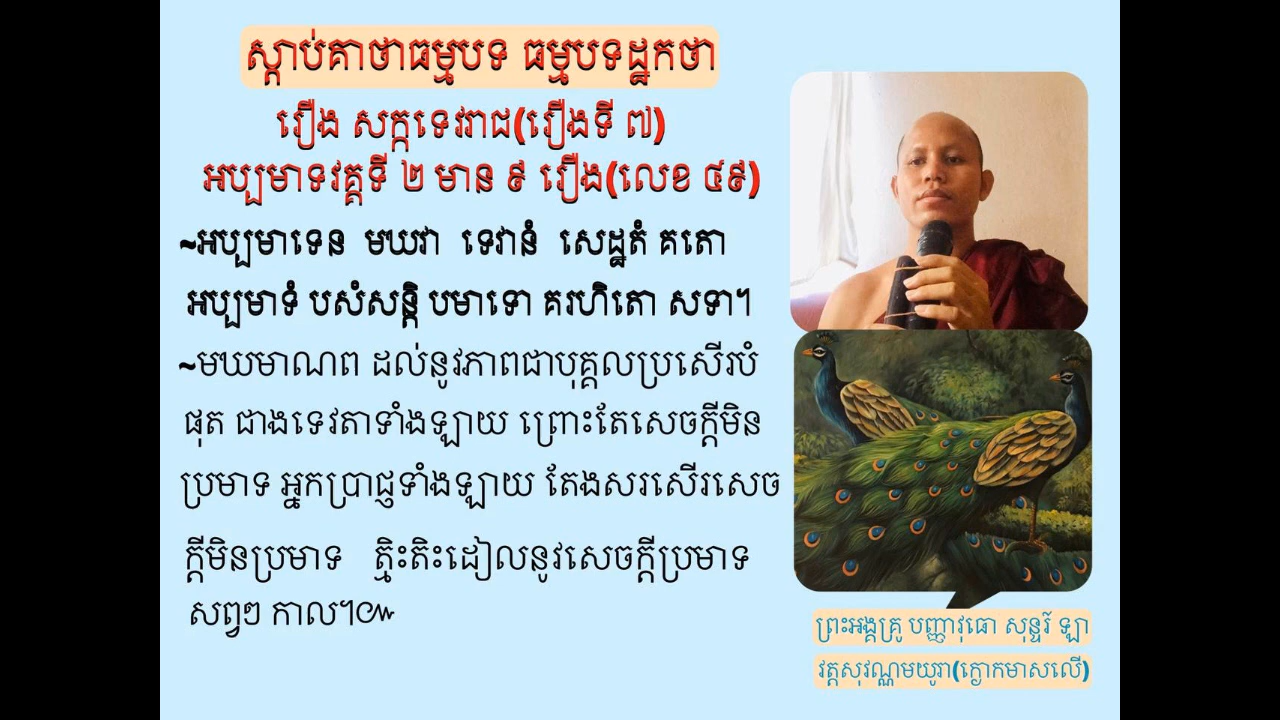 ស្ដាប់គាថាធម្មបទ ធម្មបទដ្ឋកថា
រឿង សក្កទេវរាជ(រឿងទី ៧)
អប្បមាទវគ្គទី ២ មាន ៩ រឿង(លេខ ៤៩)
~អប្បមាទេន មឃវា ទេវានំ សេដ្ឋតំ គតោ
អប្បមាទំ បសំសន្តិ បមាទោ គរហិតោ សទា។
~មឃមាណព ដល់នូវភាពជាបុគ្គលប្រសើរបំ
ផុត ជាងទេវតាទាំងឡាយ ព្រោះតែសេចក្ដីមិន
ប្រមាទ អ្នកប្រាជ្ញទាំងឡាយ តែងសរសើរសេច
ក្ដីមិនប្រមាទ ត្មិះតិះដៀលនូវសេចក្ដីប្រមាទ
សព្វៗ កាល។៚
ព្រះអង្គគ្រូ បញ្ញាវុធោ សុន្ទរ៍ ឡា
វត្តសុវណ្ណមយូរា(ក្ងោកមាសលើ)